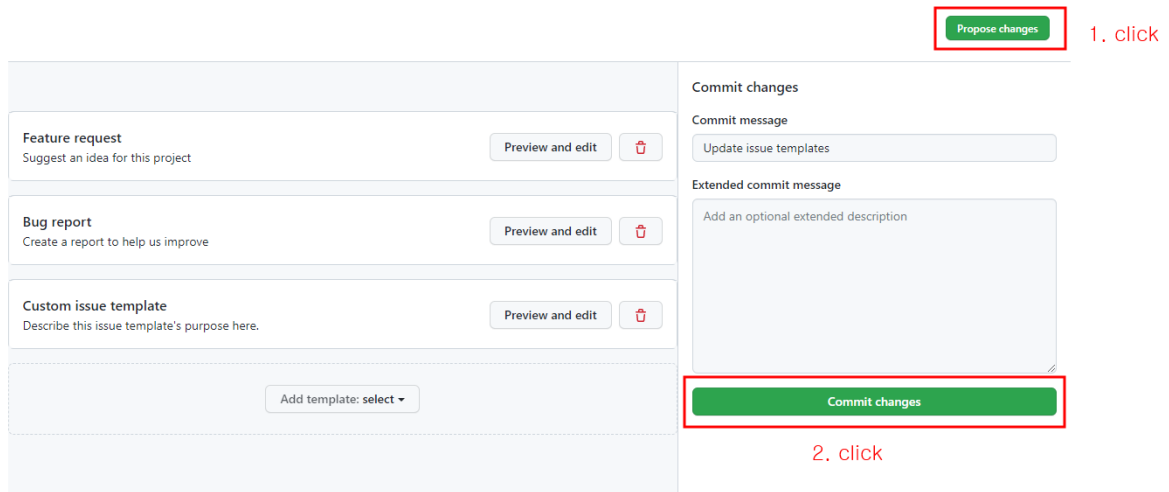 Propose changes
1. click
Commit changes
Commit message
Update issue templates
Extended commit message
Add an optional extended description
Commit changes
2. click
Feature request
Suggest an idea for this project
Preview and edit
Bug report
Create a report to help us improve
Preview and edit
Custom issue template
Describe this issue template's purpose here.
Preview and edit
Add template: select